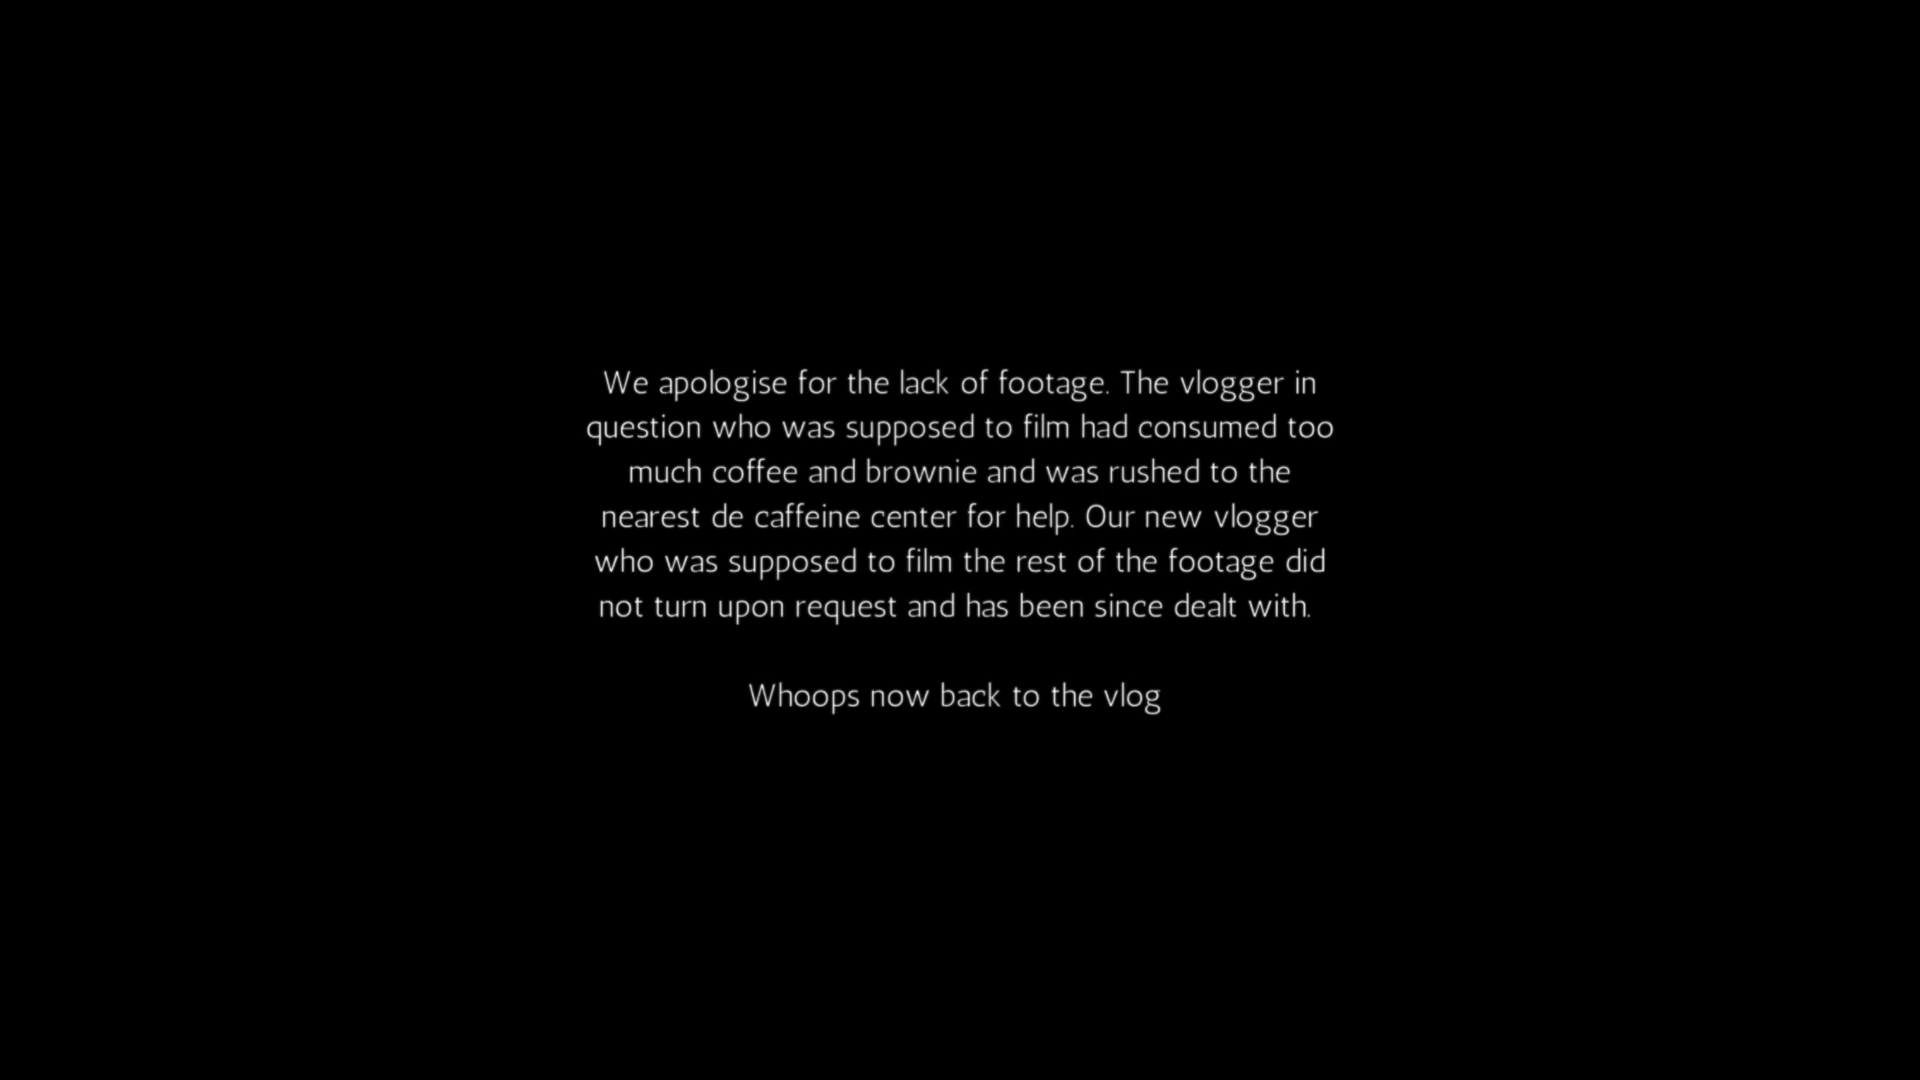 We apologise for the lack of footage. The vlogger in
question who was supposed to film had consumed too
much coffee and brownie and was rushed to the
nearest de caffeine center for help. Our new vlogger
who was supposed to film the rest of the footage did
not turn upon request and has been since dealt with.
Whoops now back to the vlog